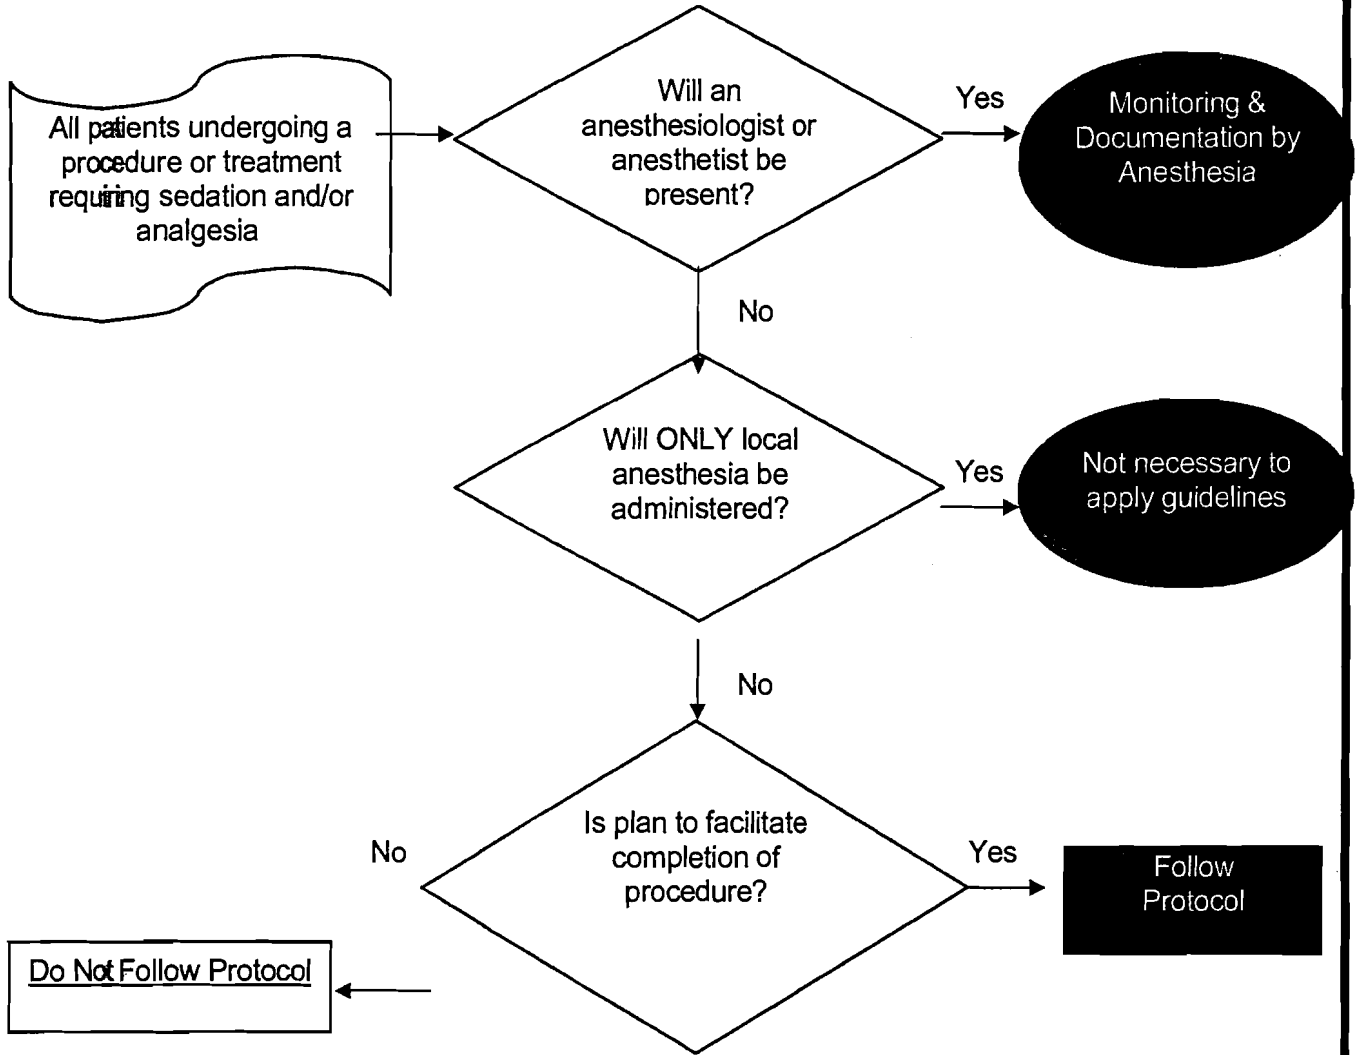 All patients undergoing a
procedure or treatment
requiring sedation and/or
analgesia
Will an
anesthesiologist or
anesthetist be
present?
Yes
Monitoring &
Documentation by
Anesthesia
No
Will ONLY local
anesthesia be
administered?
Yes
Not necessary to
apply guidelines
No
Is plan to facilitate
completion of
procedure?
No
Yes
Follow
Protocol
Do Not Follow Protocol